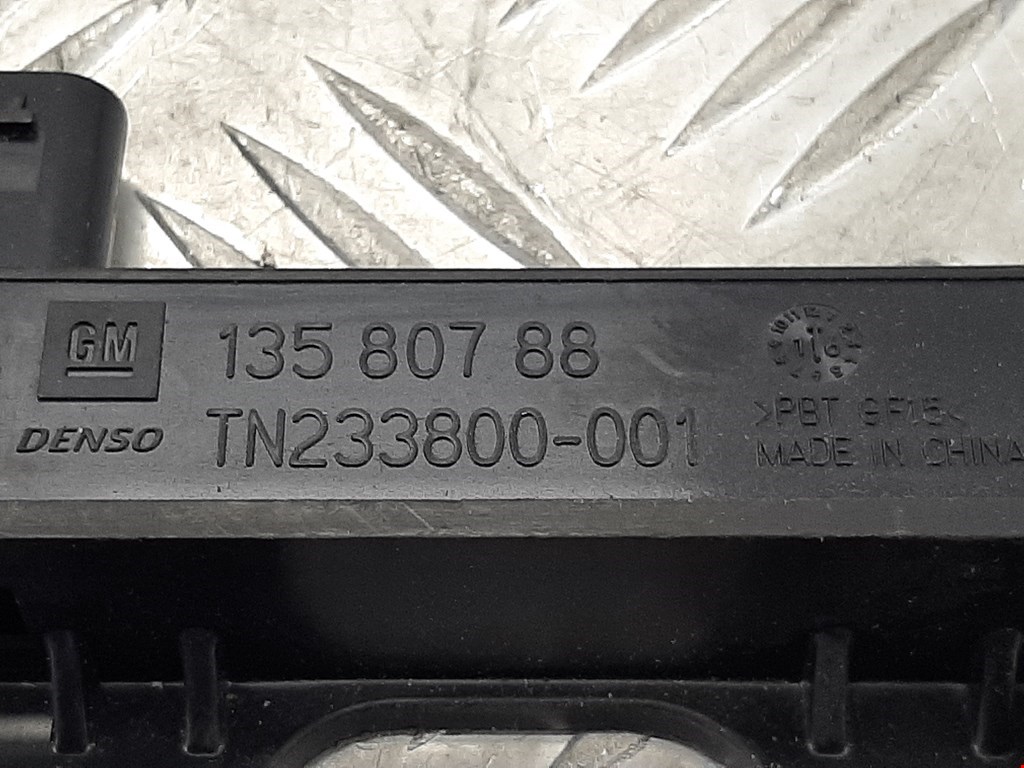 GM
135 807 88
DENSO
TN233800-001
>PBT GF15<
MADE IN CHINA